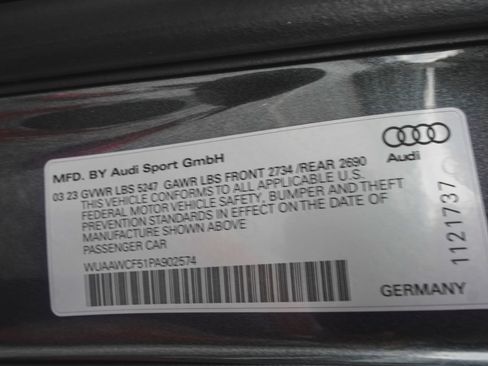 MFD. BY Audi Sport GmbH
03 23 GVWR LBS 5247 GAWR LBS FRONT 2734 /REAR 2690
THIS VEHICLE CONFORMS TO ALL APPLICABLE U.S.
FEDERAL MOTOR VEHICLE SAFETY, BUMPER AND THEFT
PREVENTION STANDARDS IN EFFECT ON THE DATE OF
MANUFACTURE SHOWN ABOVE
PASSENGER CAR
WUAAWCF51PA902574
Audi
1121737
GERMANY